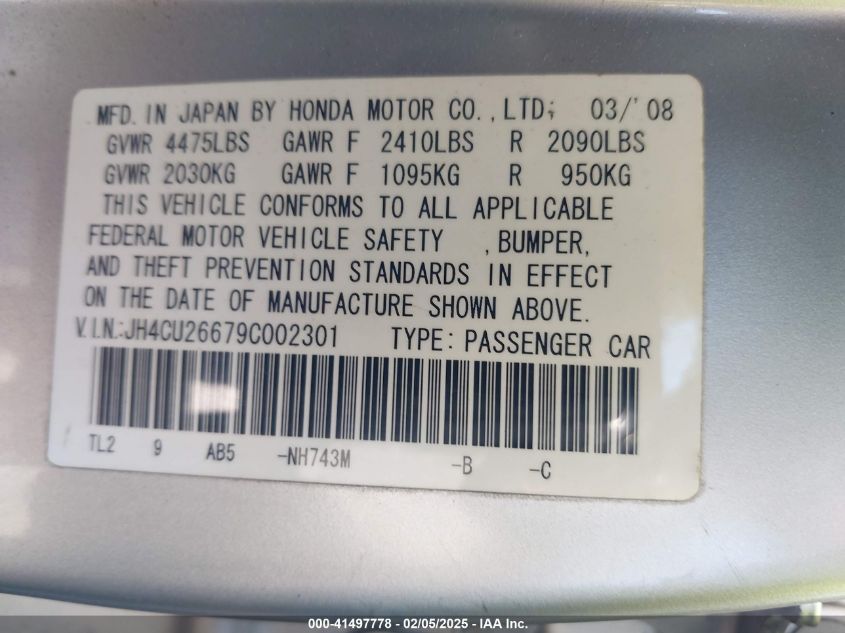 MFD. IN JAPAN BY HONDA MOTOR CO., LTD; 03/'08
GVWR 4475LBS GAWR F 2410LBS R 2090LBS
GVWR 2030KG GAWR F 1095KG R 950KG
THIS VEHICLE CONFORMS TO ALL APPLICABLE
FEDERAL MOTOR VEHICLE SAFETY , BUMPER,
AND THEFT PREVENTION STANDARDS IN EFFECT
ON THE DATE OF MANUFACTURE SHOWN ABOVE.
V.I.N.:JH4CU26679C002301 TYPE: PASSENGER CAR
TL2 9 AB5 -NH743M -B -C
000-41497778 - 02/05/2025 - IAA Inc.